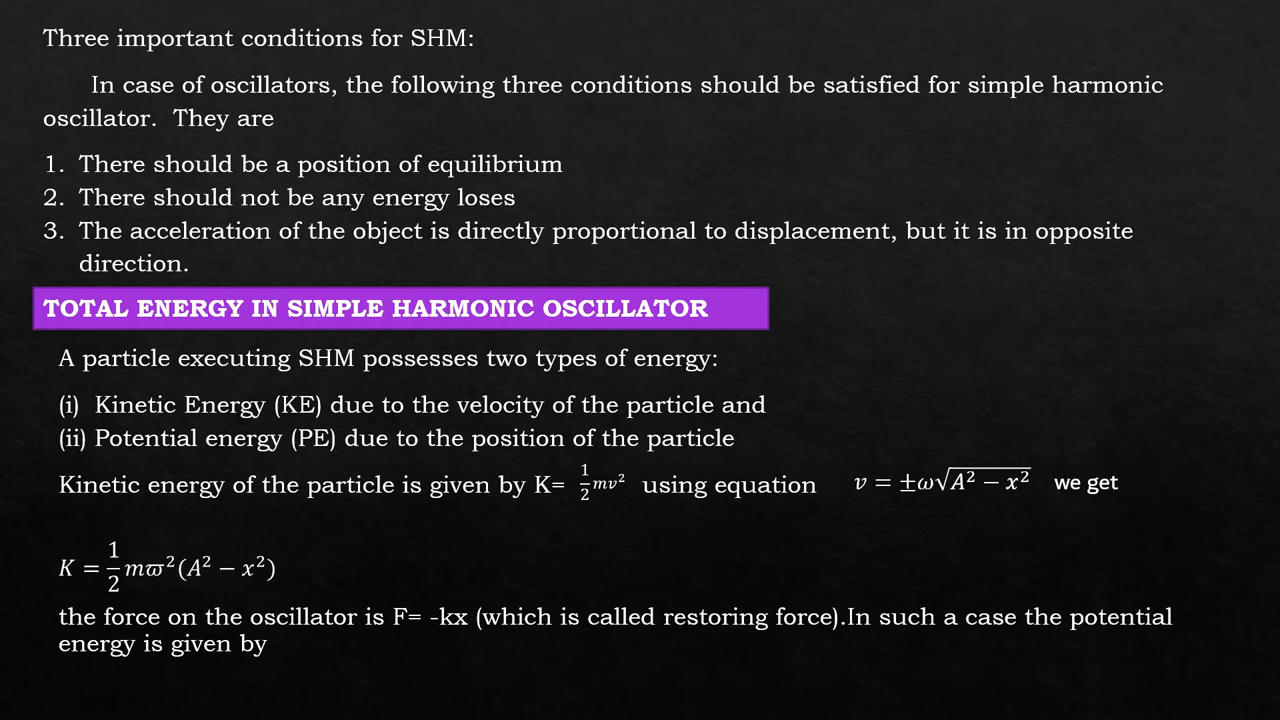 Three important conditions for SHM:
In case of oscillators, the following three conditions should be satisfied for simple harmonic
oscillator. They are
1. There should be a position of equilibrium
2. There should not be any energy loses
3. The acceleration of the object is directly proportional to displacement, but it is in opposite
direction.
TOTAL ENERGY IN SIMPLE HARMONIC OSCILLATOR
A particle executing SHM possesses two types of energy:
(i) Kinetic Energy (KE) due to the velocity of the particle and
(ii) Potential energy (PE) due to the position of the particle
Kinetic energy of the particle is given by K= 1/2 mv² using equation v = ±ω√(A² − x²) we get
K = 1/2 mϖ²(A² − x²)
the force on the oscillator is F= -kx (which is called restoring force).In such a case the potential
energy is given by